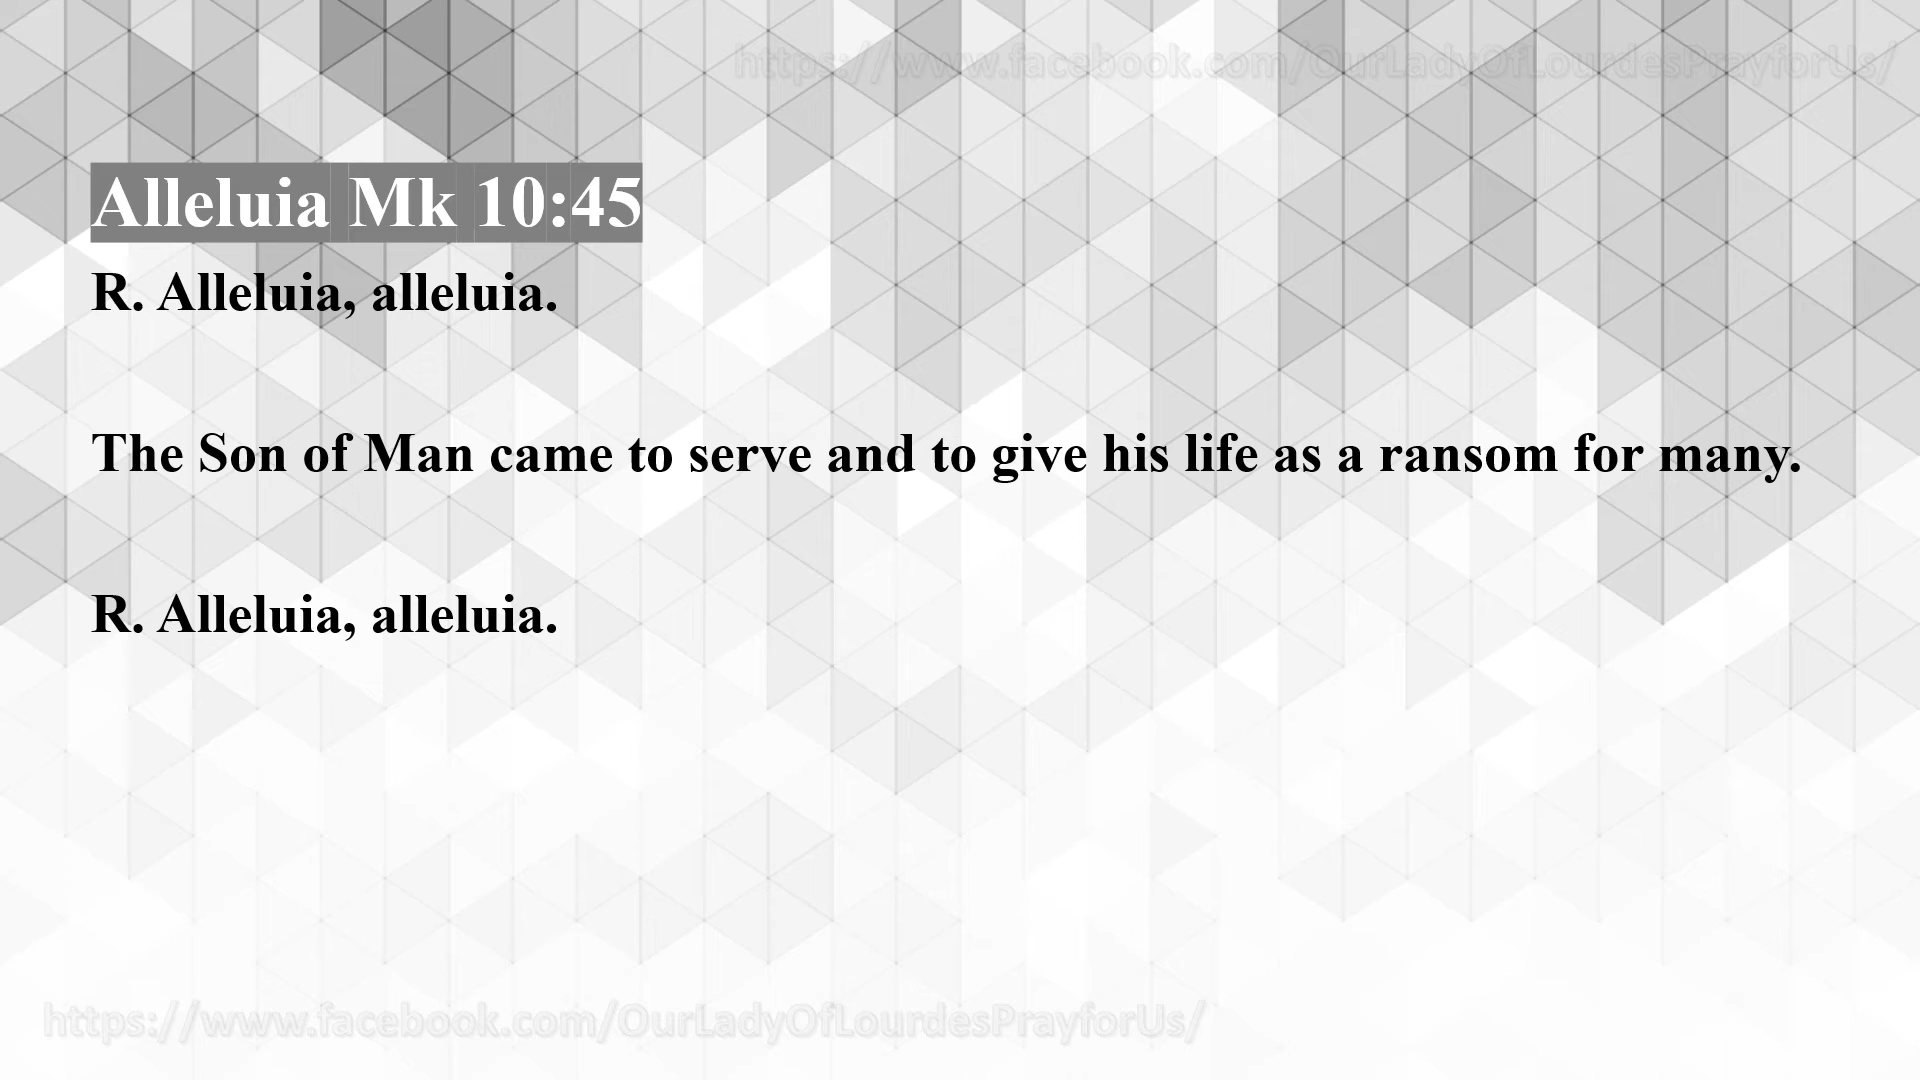 https://www.facebook.com/OurLadyOfLourdesPrayforUs/
Alleluia Mk 10:45
R. Alleluia, alleluia.
The Son of Man came to serve and to give his life as a ransom for many.
R. Alleluia, alleluia.
https://www.facebook.com/OurLadyOfLourdesPrayforUs/